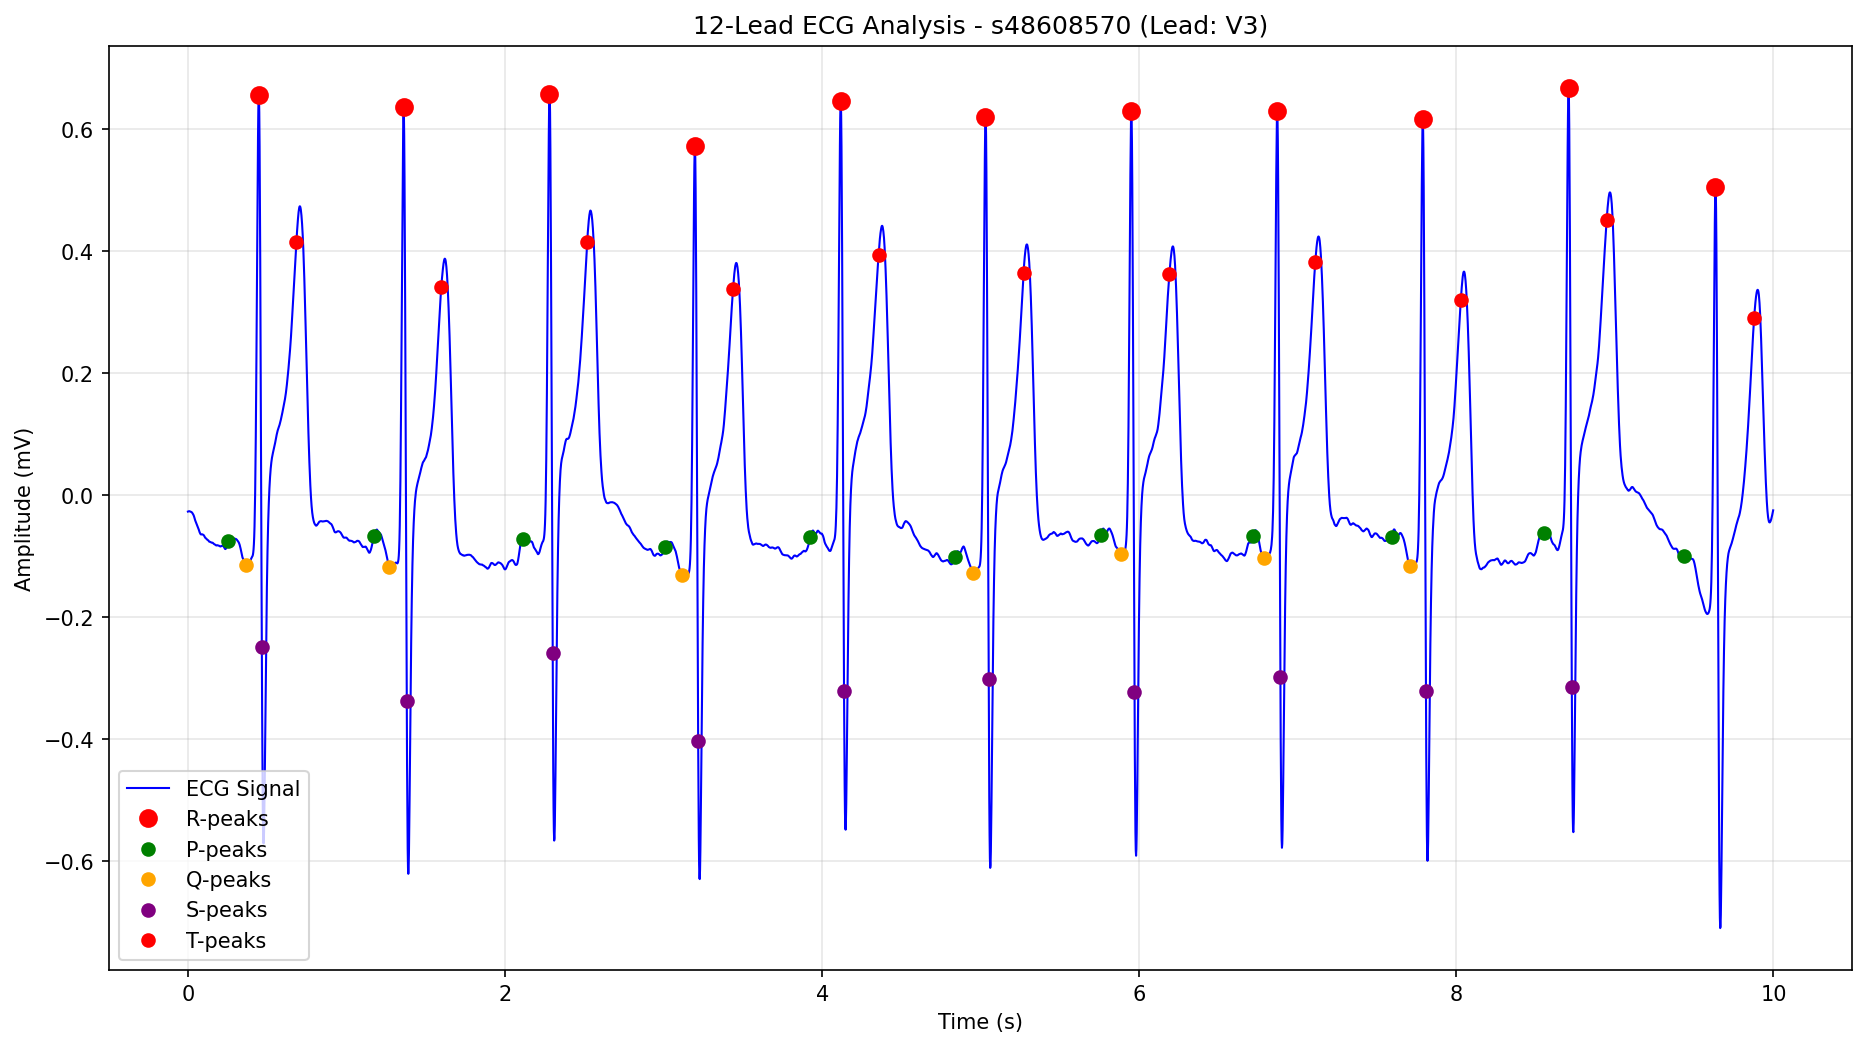 12-Lead ECG Analysis - s48608570 (Lead: V3)
Amplitude (mV)
0.6
0.4
0.2
0.0
−0.2
−0.4
−0.6
ECG Signal
R-peaks
P-peaks
Q-peaks
S-peaks
T-peaks
0 2 4 6 8 10
Time (s)